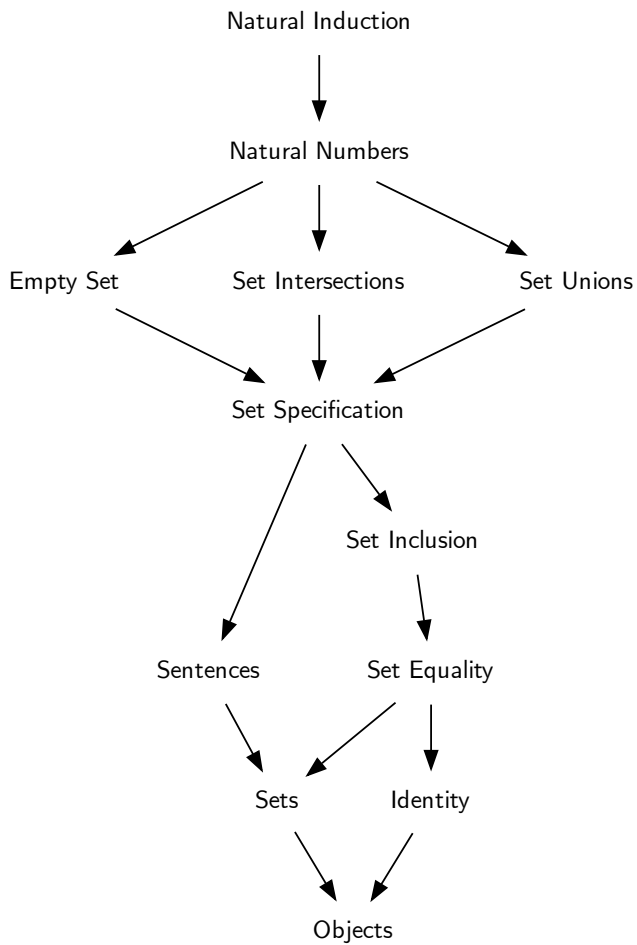 Natural Induction
Natural Numbers
Empty Set
Set Intersections
Set Unions
Set Specification
Set Inclusion
Sentences
Set Equality
Sets
Identity
Objects